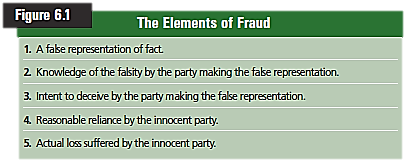 Figure 6.1
The Elements of Fraud
1. A false representation of fact.
2. Knowledge of the falsity by the party making the false representation.
3. Intent to deceive by the party making the false representation.
4. Reasonable reliance by the innocent party.
5. Actual loss suffered by the innocent party.